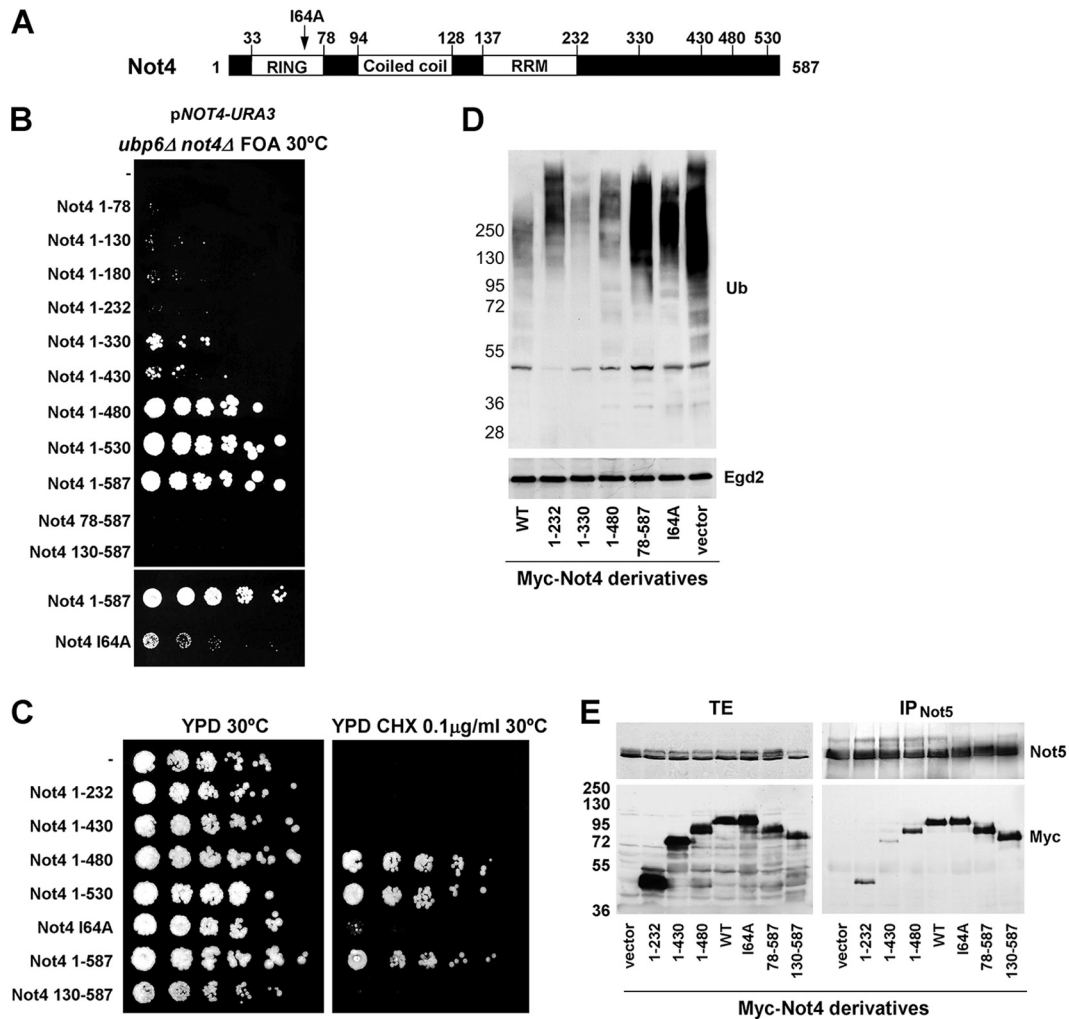 A
I64A
33 78 94 128 137 232 330 430 480 530
Not4 1 RING Coiled coil RRM 587
B
pNOT4-URA3
ubp6Δ not4Δ FOA 30ºC
-
Not4 1-78
Not4 1-130
Not4 1-180
Not4 1-232
Not4 1-330
Not4 1-430
Not4 1-480
Not4 1-530
Not4 1-587
Not4 78-587
Not4 130-587
Not4 1-587
Not4 I64A
D
250
130
95
72
55
36
28
Ub
Egd2
WT 1-232 1-330 1-480 78-587 I64A vector
Myc-Not4 derivatives
C
YPD 30ºC YPD CHX 0.1µg/ml 30ºC
-
Not4 1-232
Not4 1-430
Not4 1-480
Not4 1-530
Not4 I64A
Not4 1-587
Not4 130-587
E
TE IP Not5
Not5
250
130
95
72
55
36
Myc
vector 1-232 1-430 1-480 WT I64A 78-587 130-587 vector 1-232 1-430 1-480 WT I64A 78-587 130-587
Myc-Not4 derivatives